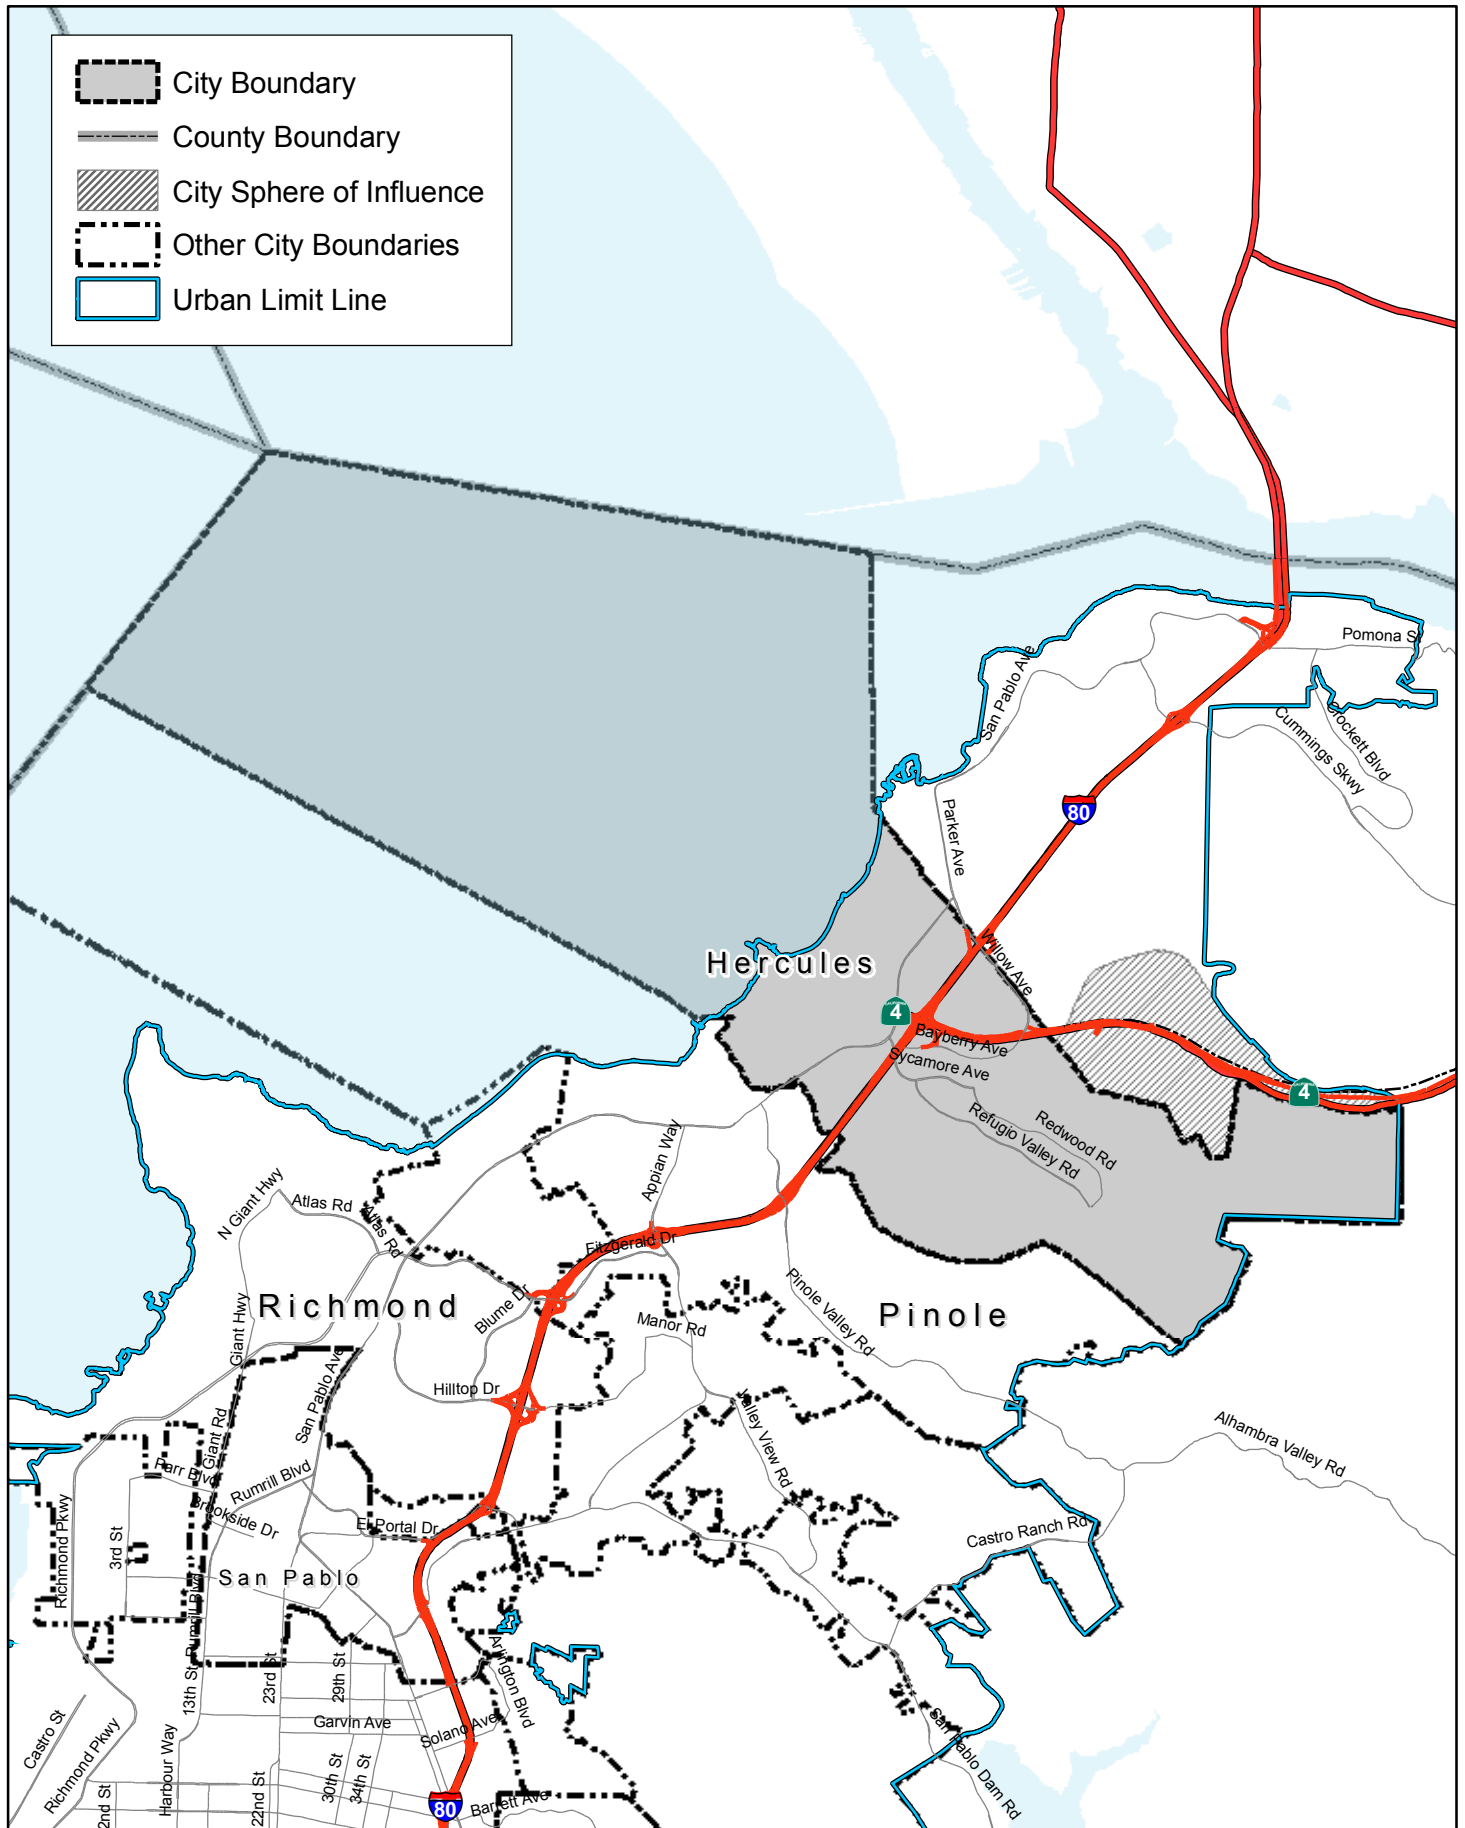 City Boundary
County Boundary
City Sphere of Influence
Other City Boundaries
Urban Limit Line
Pomona St
San Pablo Ave
Crockett Blvd
Cummings Skwy
80
Parker Ave
Willow Ave
Hercules
4
Bayberry Ave
Sycamore Ave
4
Redwood Rd
Refugio Valley Rd
Appian Way
N Giant Hwy
Atlas Rd
Atlas Rd
Fitzgerald Dr
Richmond
Blume Dr
Pinole Valley Rd
Pinole
Giant Hwy
Manor Rd
San Pablo Ave
Hilltop Dr
Valley View Rd
Alhambra Valley Rd
Giant Rd
Parr Blvd
Rumrill Blvd
Brookside Dr
El Portal Dr
Richmond Pkwy
3rd St
Castro Ranch Rd
San Pablo
Rumrill Blvd
13th St
23rd St
29th St
Arlington Blvd
Garvin Ave
Solano Ave
Castro St
Richmond Pkwy
Harbour Way
San Pablo Dam Rd
2nd St
22nd St
30th St
34th St
80
Barrett Ave